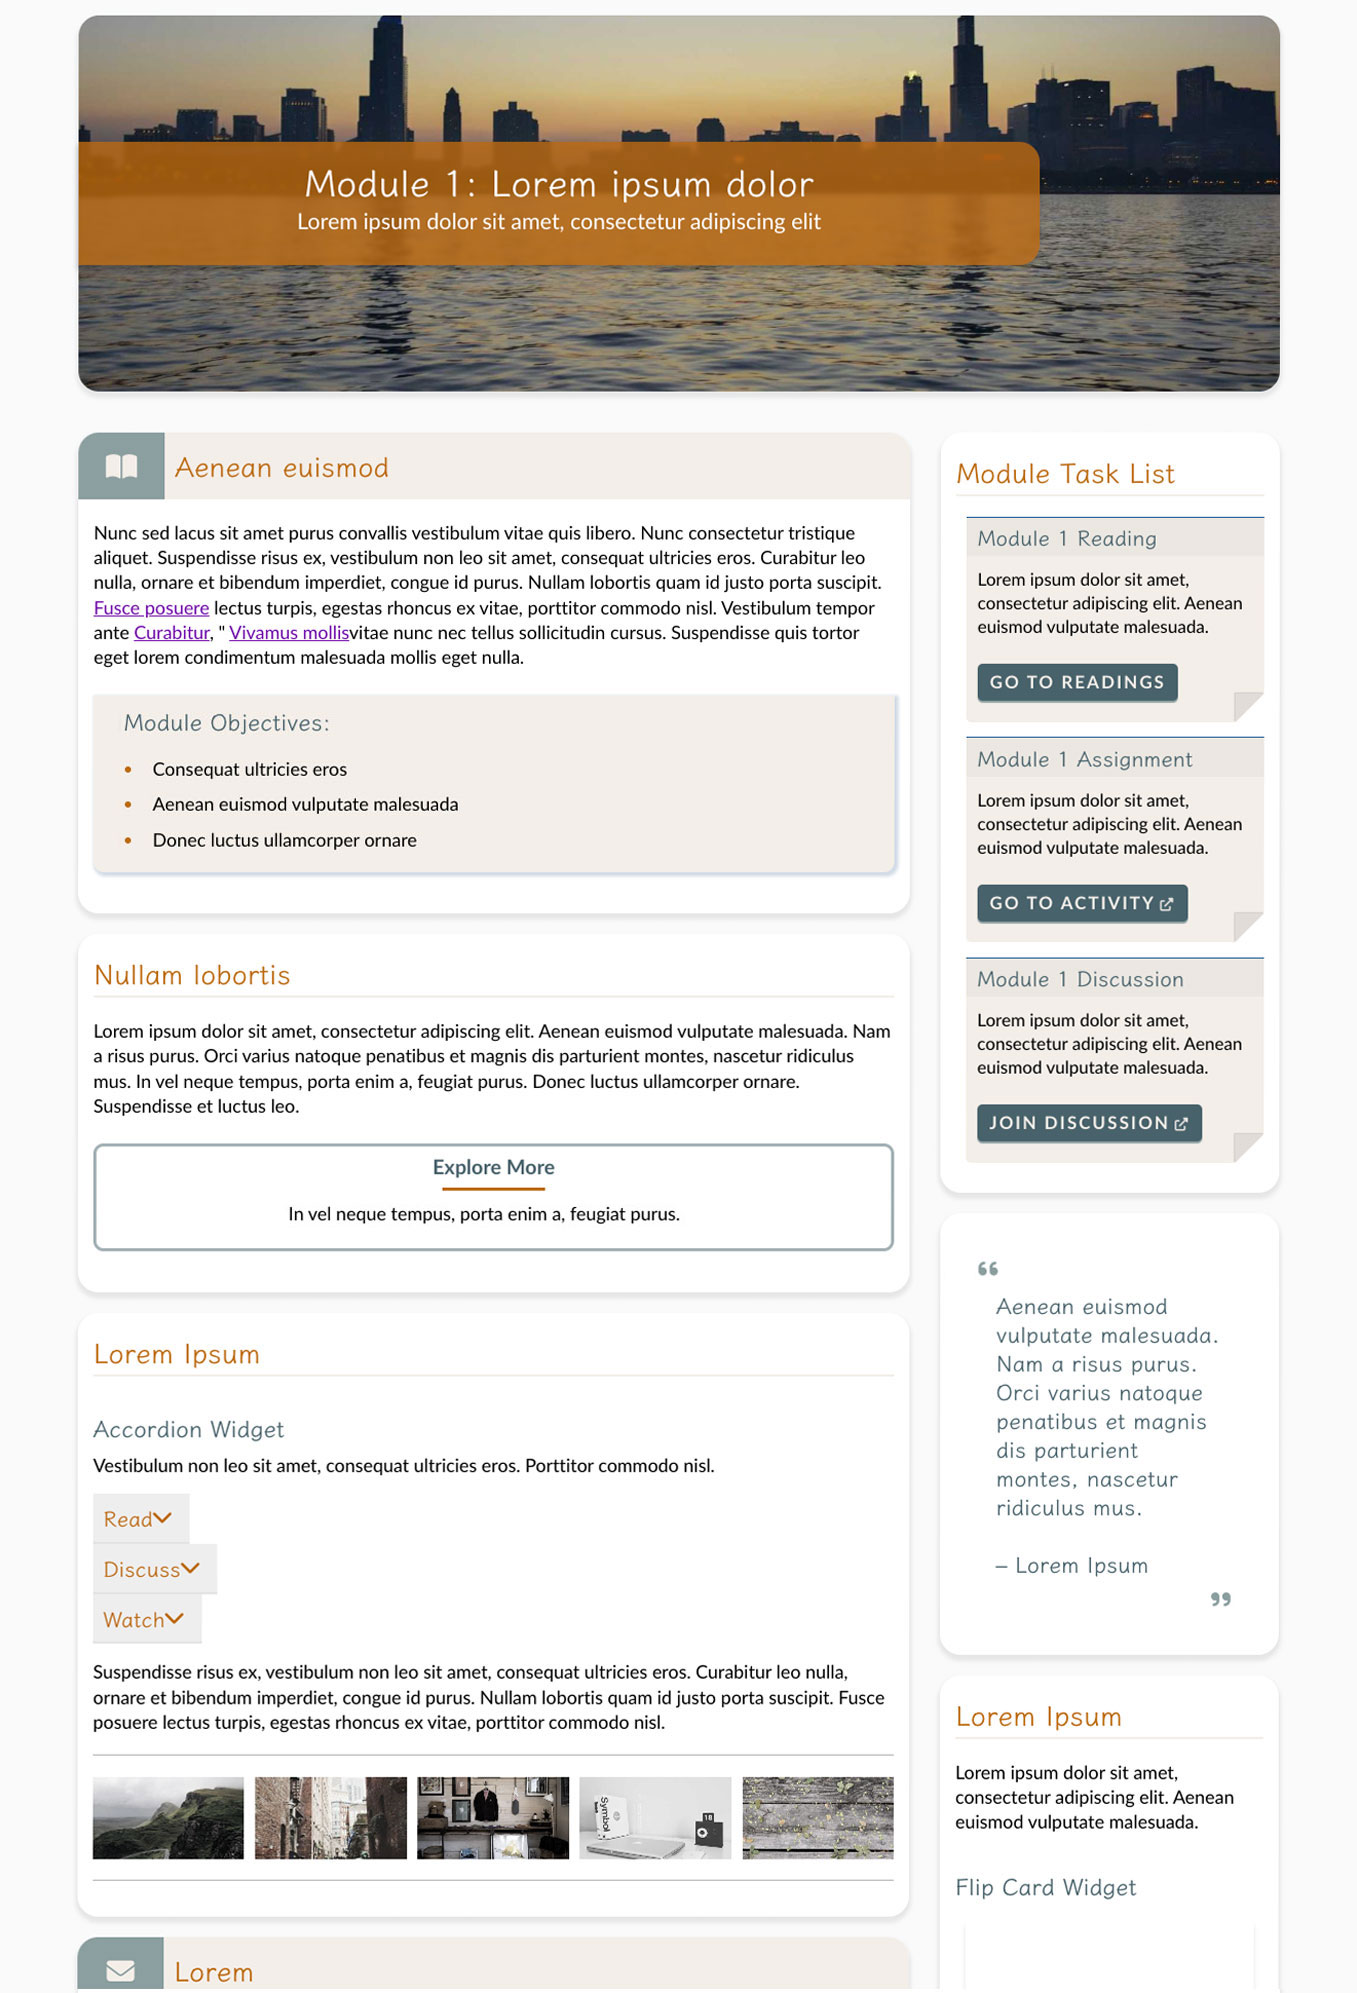 Module 1: Lorem ipsum dolor
Lorem ipsum dolor sit amet, consectetur adipiscing elit
Aenean euismod
Nunc sed lacus sit amet purus convallis vestibulum vitae quis libero. Nunc consectetur tristique
aliquet. Suspendisse risus ex, vestibulum non leo sit amet, consequat ultricies eros. Curabitur leo
nulla, ornare et bibendum imperdiet, congue id purus. Nullam lobortis quam id justo porta suscipit.
Fusce posuere lectus turpis, egestas rhoncus ex vitae, porttitor commodo nisl. Vestibulum tempor
ante Curabitur, " Vivamus mollisvitae nunc nec tellus sollicitudin cursus. Suspendisse quis tortor
eget lorem condimentum malesuada mollis eget nulla.
Module Objectives:
• Consequat ultricies eros
• Aenean euismod vulputate malesuada
• Donec luctus ullamcorper ornare
Nullam lobortis
Lorem ipsum dolor sit amet, consectetur adipiscing elit. Aenean euismod vulputate malesuada. Nam
a risus purus. Orci varius natoque penatibus et magnis dis parturient montes, nascetur ridiculus
mus. In vel neque tempus, porta enim a, feugiat purus. Donec luctus ullamcorper ornare.
Suspendisse et luctus leo.
Explore More
In vel neque tempus, porta enim a, feugiat purus.
Lorem Ipsum
Accordion Widget
Vestibulum non leo sit amet, consequat ultricies eros. Porttitor commodo nisl.
Read
Discuss
Watch
Suspendisse risus ex, vestibulum non leo sit amet, consequat ultricies eros. Curabitur leo nulla,
ornare et bibendum imperdiet, congue id purus. Nullam lobortis quam id justo porta suscipit. Fusce
posuere lectus turpis, egestas rhoncus ex vitae, porttitor commodo nisl.
Symbol
18
Lorem
Module Task List
Module 1 Reading
Lorem ipsum dolor sit amet,
consectetur adipiscing elit. Aenean
euismod vulputate malesuada.
GO TO READINGS
Module 1 Assignment
Lorem ipsum dolor sit amet,
consectetur adipiscing elit. Aenean
euismod vulputate malesuada.
GO TO ACTIVITY
Module 1 Discussion
Lorem ipsum dolor sit amet,
consectetur adipiscing elit. Aenean
euismod vulputate malesuada.
JOIN DISCUSSION
“
Aenean euismod
vulputate malesuada.
Nam a risus purus.
Orci varius natoque
penatibus et magnis
dis parturient
montes, nascetur
ridiculus mus.
– Lorem Ipsum
”
Lorem Ipsum
Lorem ipsum dolor sit amet,
consectetur adipiscing elit. Aenean
euismod vulputate malesuada.
Flip Card Widget